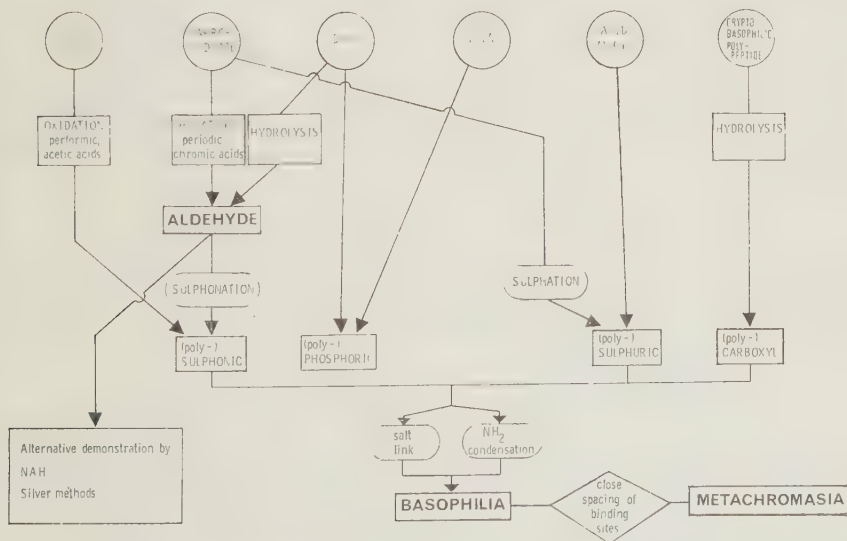 CRYPTO
BASOPHILIC
POLY-
PEPTIDE
OXIDATION
performic,
acetic acids
periodic
chromic acids
HYDROLYSIS
HYDROLYSIS
ALDEHYDE
(SULPHONATION)
SULPHATION
(poly-)
SULPHONIC
(poly-)
PHOSPHORIC
(poly-)
SULPHURIC
(poly-)
CARBOXYL
Alternative demonstration by
NAH
Silver methods
salt
link
NH2
condensation
BASOPHILIA
close
spacing of
binding
sites
METACHROMASIA